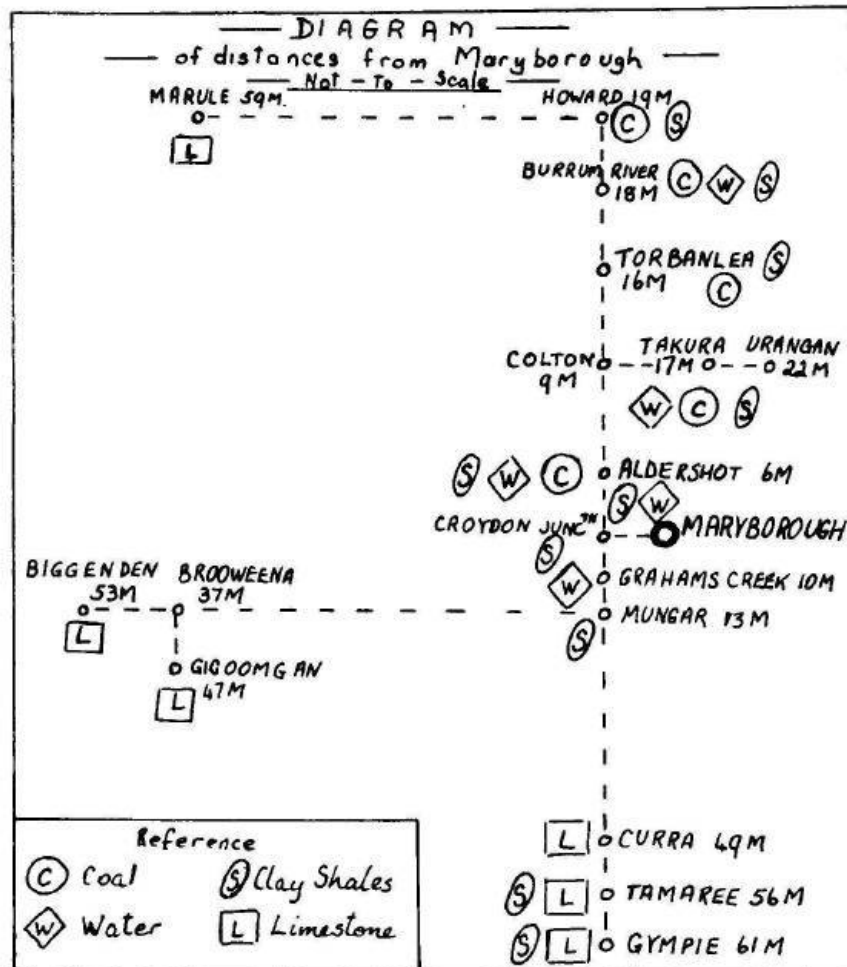 DIAGRAM
of distances from Maryborough
Not - To - Scale
MARULE 59M.
HOWARD 19M
L
C S
BURRUM RIVER
18M
C W S
TORBANLEA S
16M
C
COLTON
9M
TAKURA URANGAN
17M
22M
W C S
S W C
ALDERSHOT 6M
S W
CROYDON JUNC TN
MARYBOROUGH
S
GRAHAMS CREEK 10M
W
BIGGENDEN BROOWEENA
53M 37M
MUNGAR 13M
L
S
GIGOOMGAN
47M
L
L CURRA 49M
S L TAMAREE 56M
S L GYMPIE 61M
Reference
C Coal S Clay Shales
W Water L Limestone